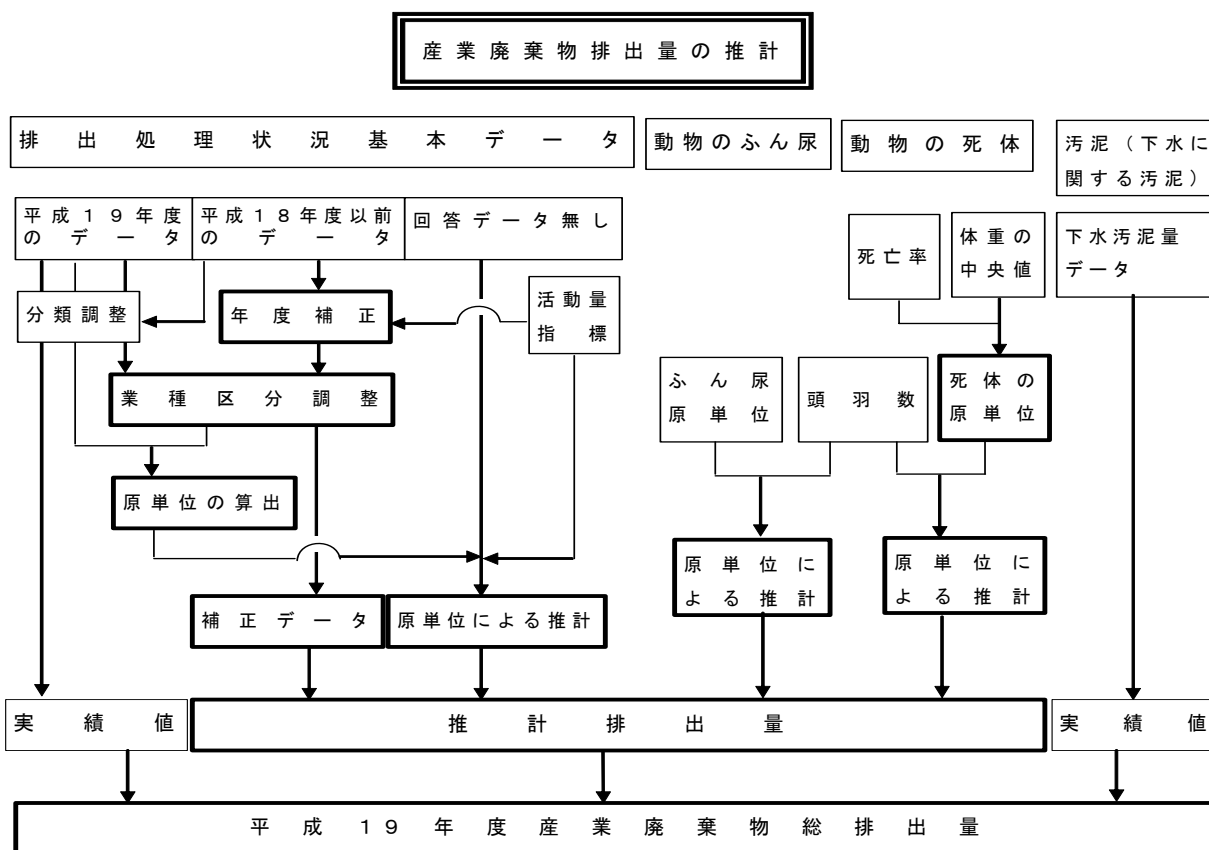 産業廃棄物排出量の推計
排出処理状況基本データ
動物のふん尿
動物の死体
汚泥（下水に
関する汚泥）
平成１９年度
のデータ
平成１８年度以前
のデータ
回答データ無し
死亡率
体重の
中央値
下水汚泥量
データ
分類調整
年度補正
活動量
指標
業種区分調整
ふん尿
原単位
頭羽数
死体の
原単位
原単位の算出
原単位に
よる推計
原単位に
よる推計
補正データ
原単位による推計
実績値
推計排出量
実績値
平成１９年度産業廃棄物総排出量